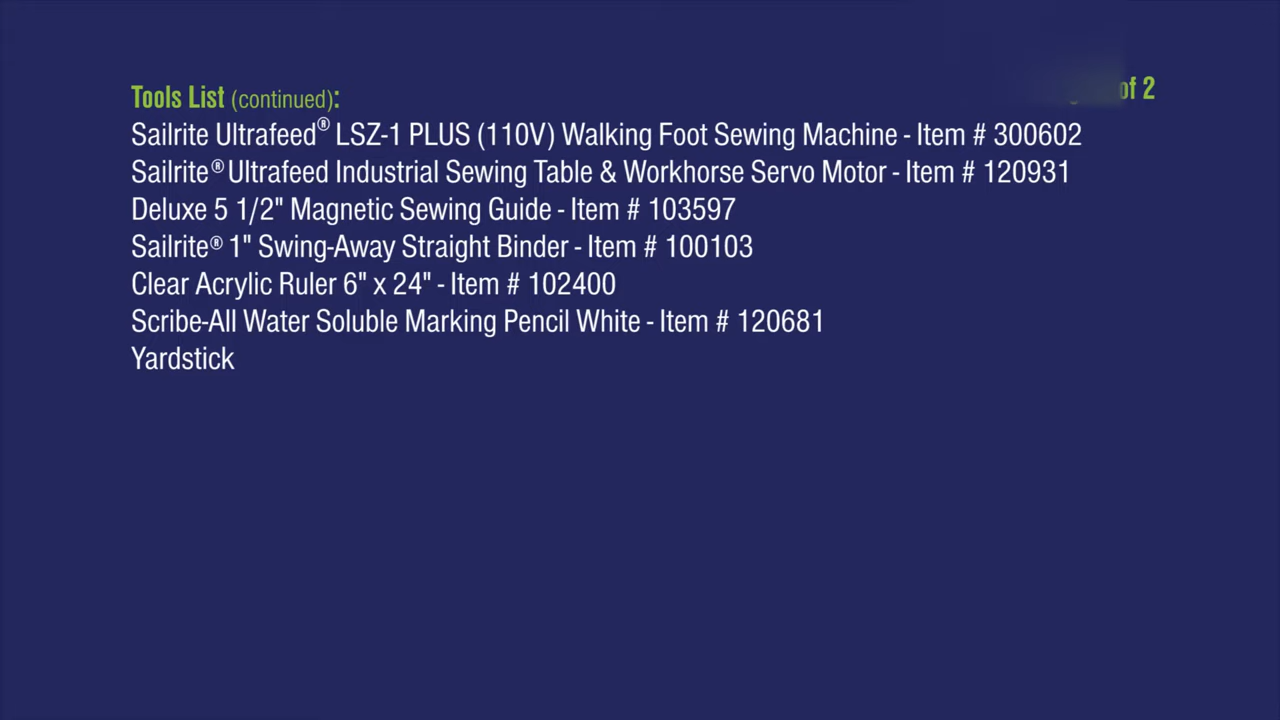 Tools List (continued):
of 2
Sailrite Ultrafeed® LSZ-1 PLUS (110V) Walking Foot Sewing Machine - Item # 300602
Sailrite® Ultrafeed Industrial Sewing Table & Workhorse Servo Motor - Item # 120931
Deluxe 5 1/2" Magnetic Sewing Guide - Item # 103597
Sailrite® 1" Swing-Away Straight Binder - Item # 100103
Clear Acrylic Ruler 6" x 24" - Item # 102400
Scribe-All Water Soluble Marking Pencil White - Item # 120681
Yardstick